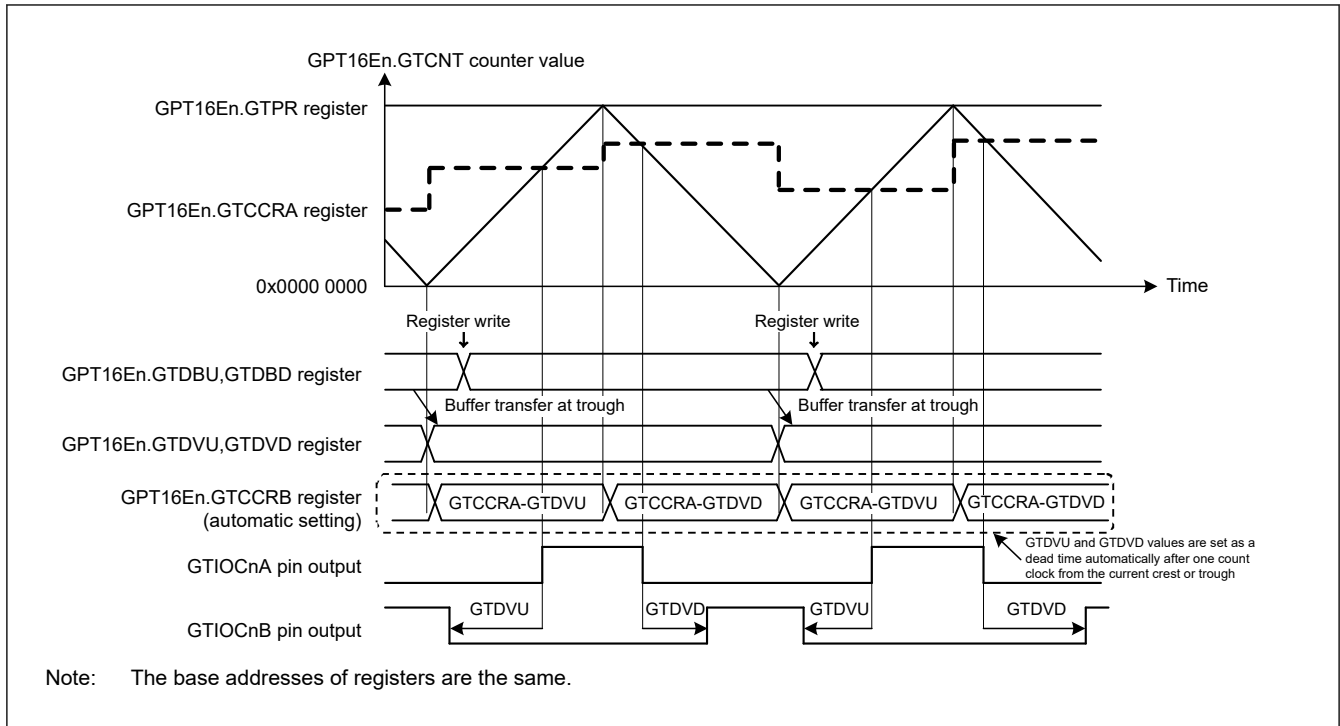 GPT16En.GTCNT counter value
GPT16En.GTPR register
GPT16En.GTCCRA register
0x0000 0000
Time
Register write
Register write
GPT16En.GTDBU,GTDBD register
Buffer transfer at trough
Buffer transfer at trough
GPT16En.GTDVU,GTDVD register
GPT16En.GTCCRB register
(automatic setting)
GTCCRA-GTDVU
GTCCRA-GTDVD
GTCCRA-GTDVU
GTCCRA-GTDVD
GTDVU and GTDVD values are set as a
dead time automatically after one count
clock from the current crest or trough
GTIOCnA pin output
GTDVU
GTDVD
GTDVU
GTDVD
GTIOCnB pin output
Note: The base addresses of registers are the same.